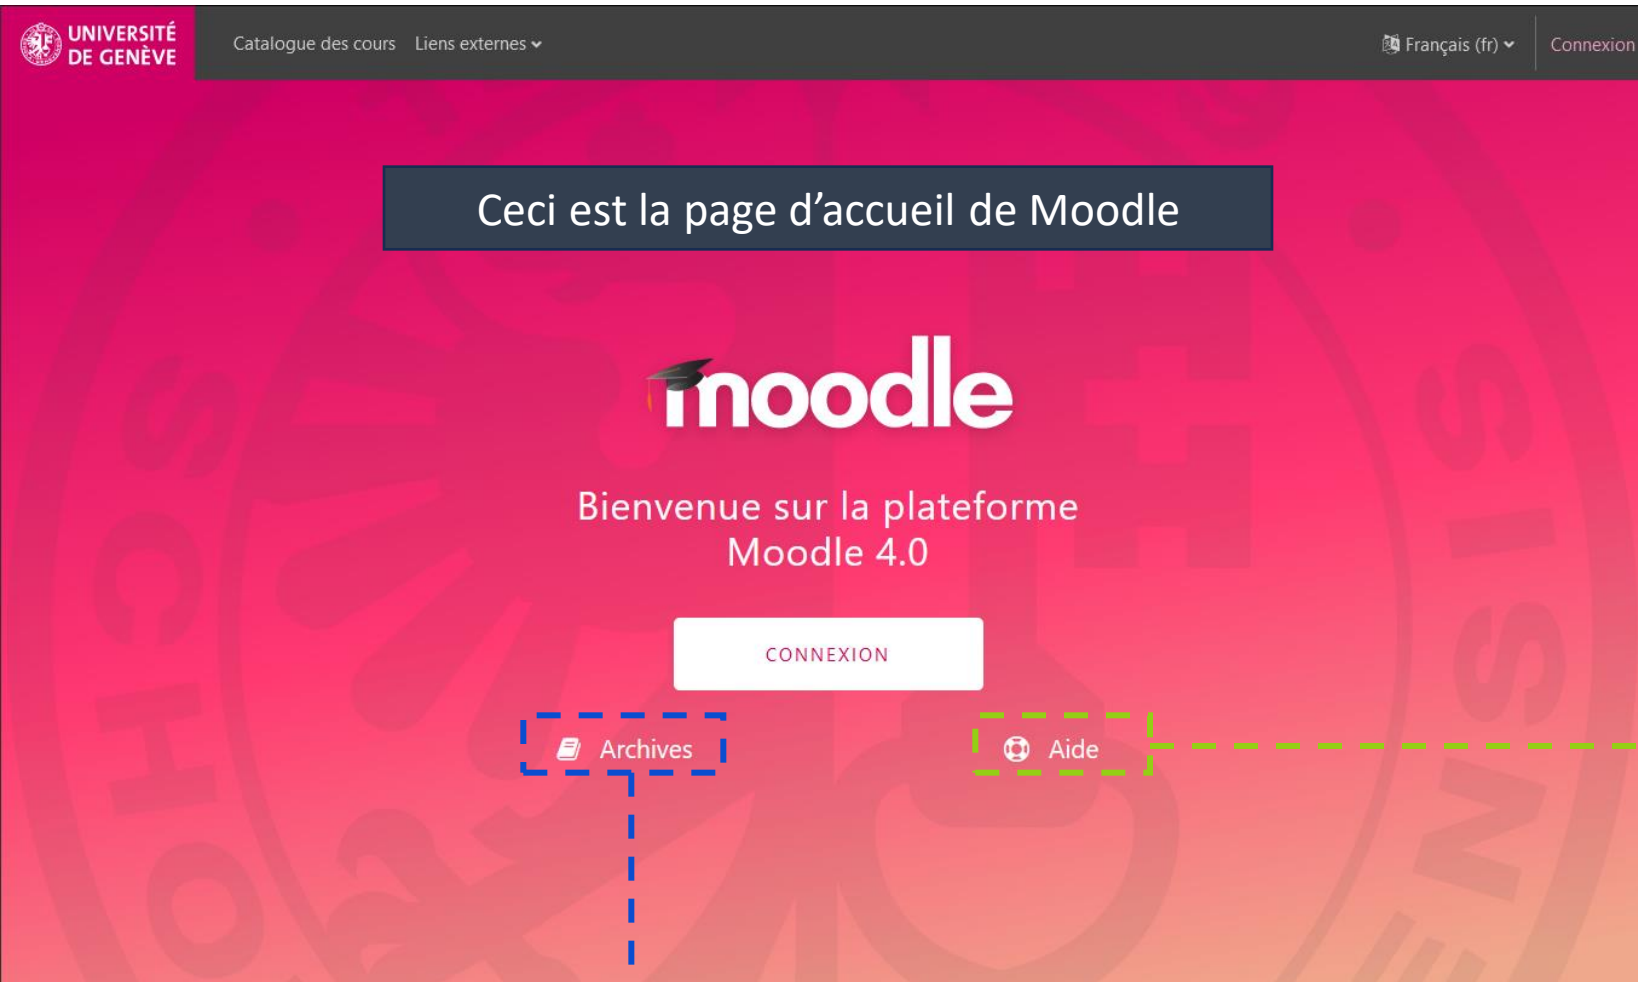 UNIVERSITÉ
DE GENÈVE
Catalogue des cours Liens externes
Français (fr)
Connexion
Ceci est la page d’accueil de Moodle
moodle
Bienvenue sur la plateforme
Moodle 4.0
CONNEXION
Archives
Aide